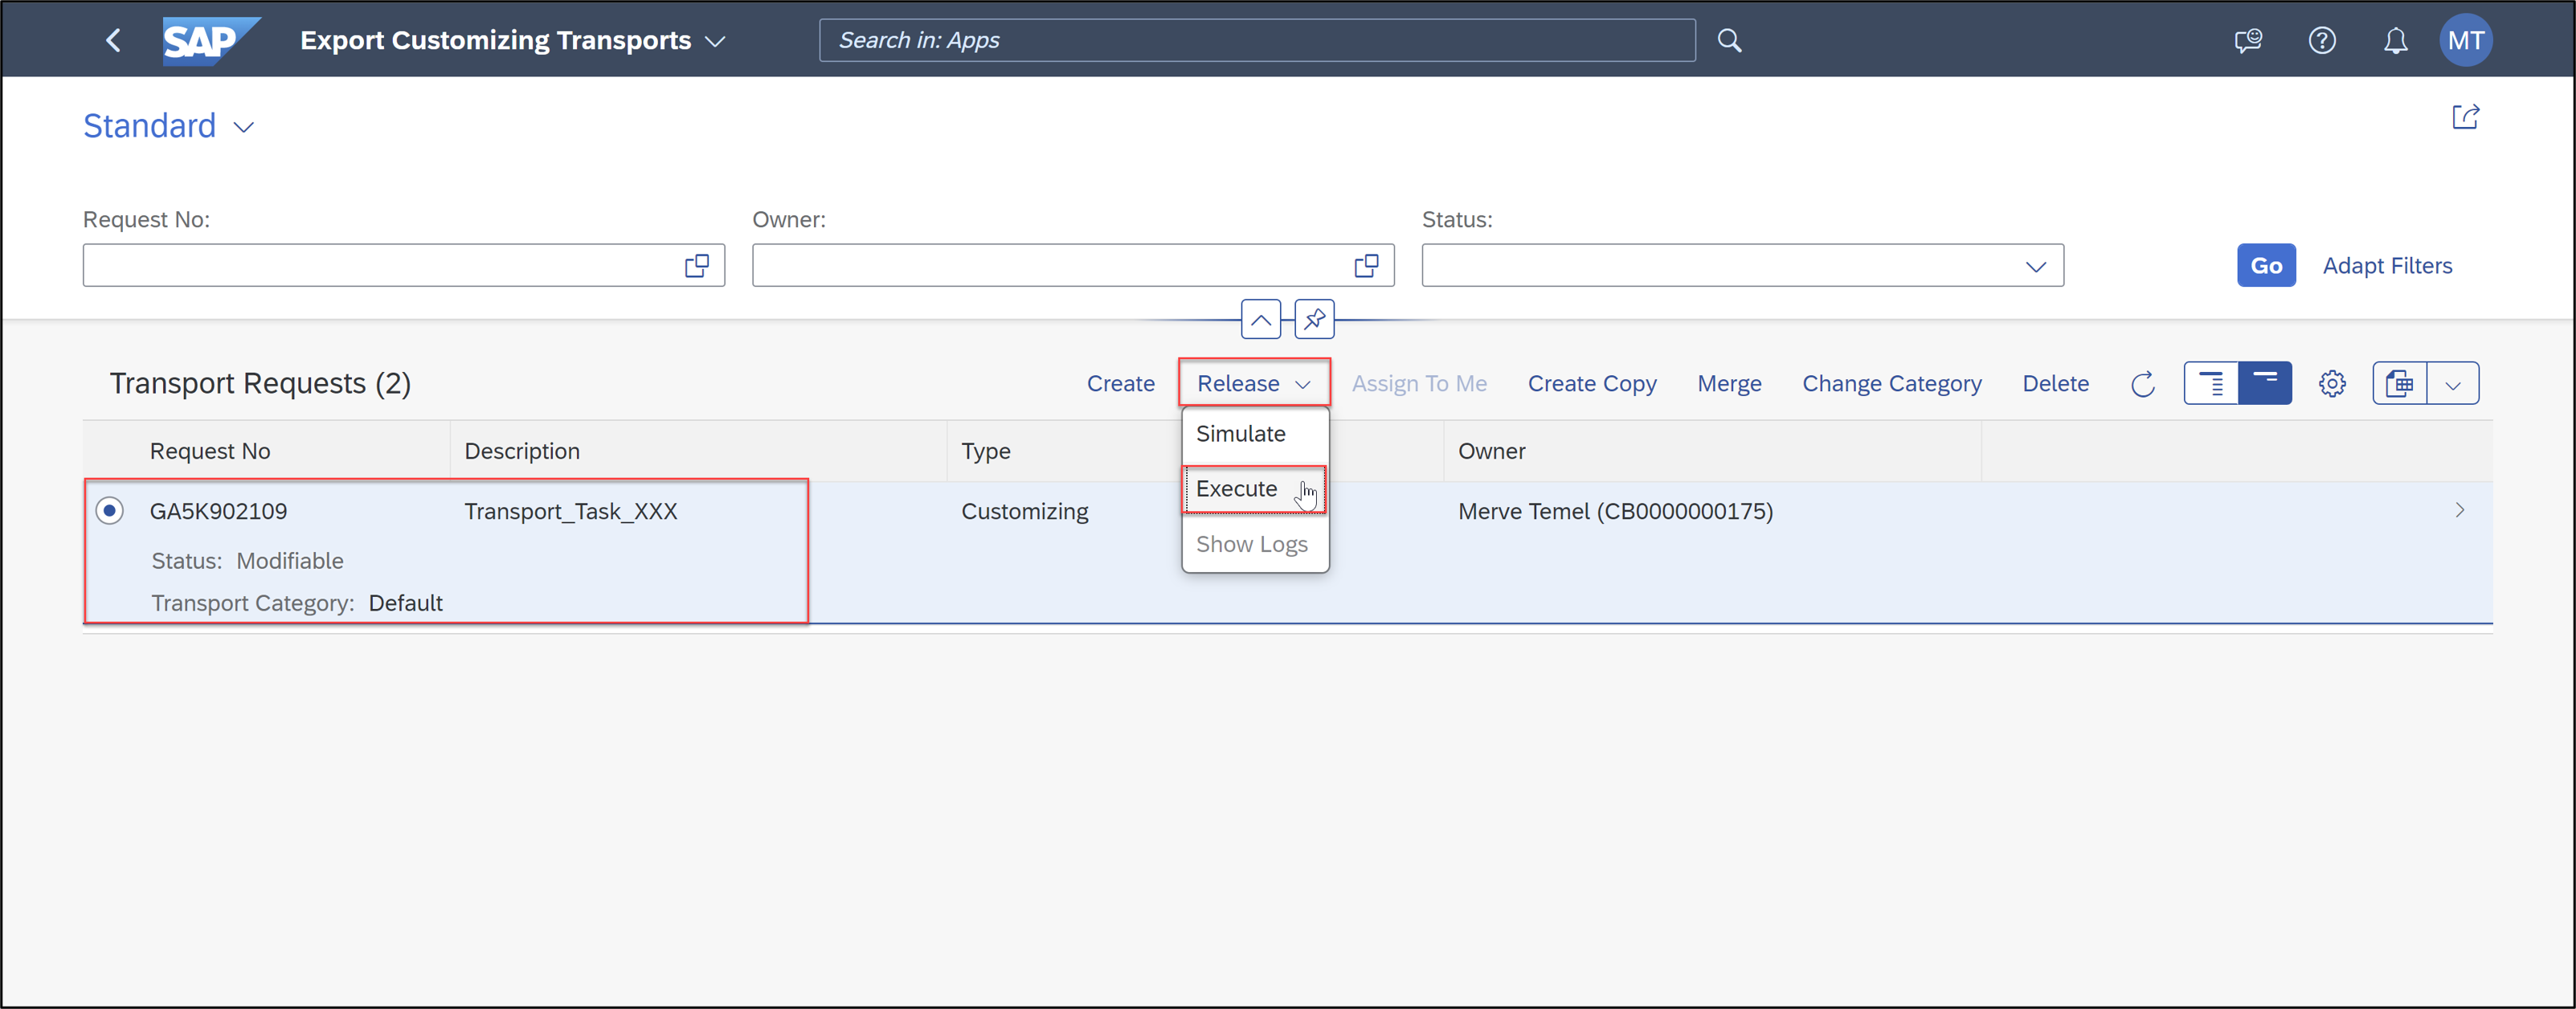 SAP Export Customizing Transports Search in: Apps MT
Standard
Request No: Owner: Status:
Go Adapt Filters
Transport Requests (2) Create Release Assign To Me Create Copy Merge Change Category Delete
Simulate
Execute
Show Logs
Request No Description Type Owner
GA5K902109 Transport_Task_XXX Customizing Merve Temel (CB0000000175)
Status: Modifiable
Transport Category: Default